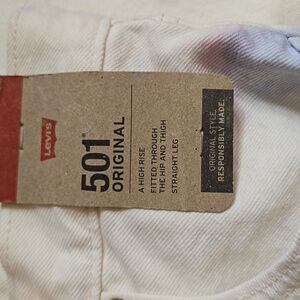 Levi's
501®
ORIGINAL
A HIGH RISE
FITTED THROUGH
THE HIP AND THIGH
STRAIGHT LEG
ORIGINAL STYLE,
RESPONSIBLY MADE.